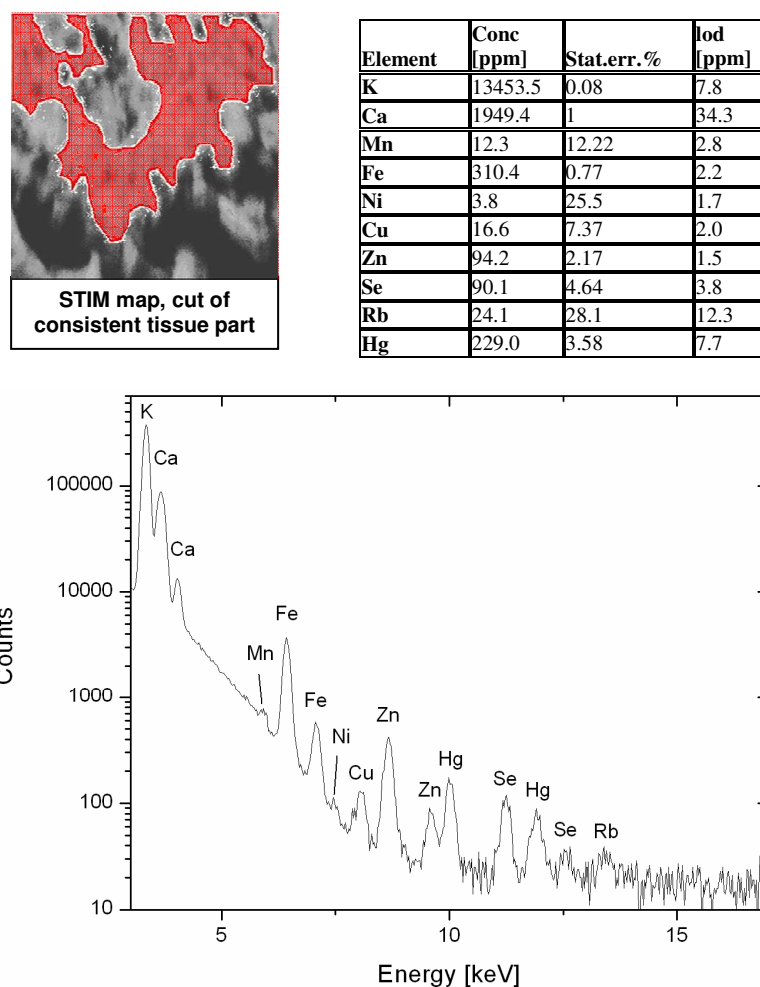 STIM map, cut of
consistent tissue part
Element Conc [ppm] Stat.err.% lod [ppm]
K 13453.5 0.08 7.8
Ca 1949.4 1 34.3
Mn 12.3 12.22 2.8
Fe 310.4 0.77 2.2
Ni 3.8 25.5 1.7
Cu 16.6 7.37 2.0
Zn 94.2 2.17 1.5
Se 90.1 4.64 3.8
Rb 24.1 28.1 12.3
Hg 229.0 3.58 7.7
K
Ca
Ca
Mn
Fe
Fe
Ni
Cu
Zn
Zn
Hg
Se
Hg
Se
Rb
100000
10000
1000
100
10
Counts
5 10 15
Energy [keV]